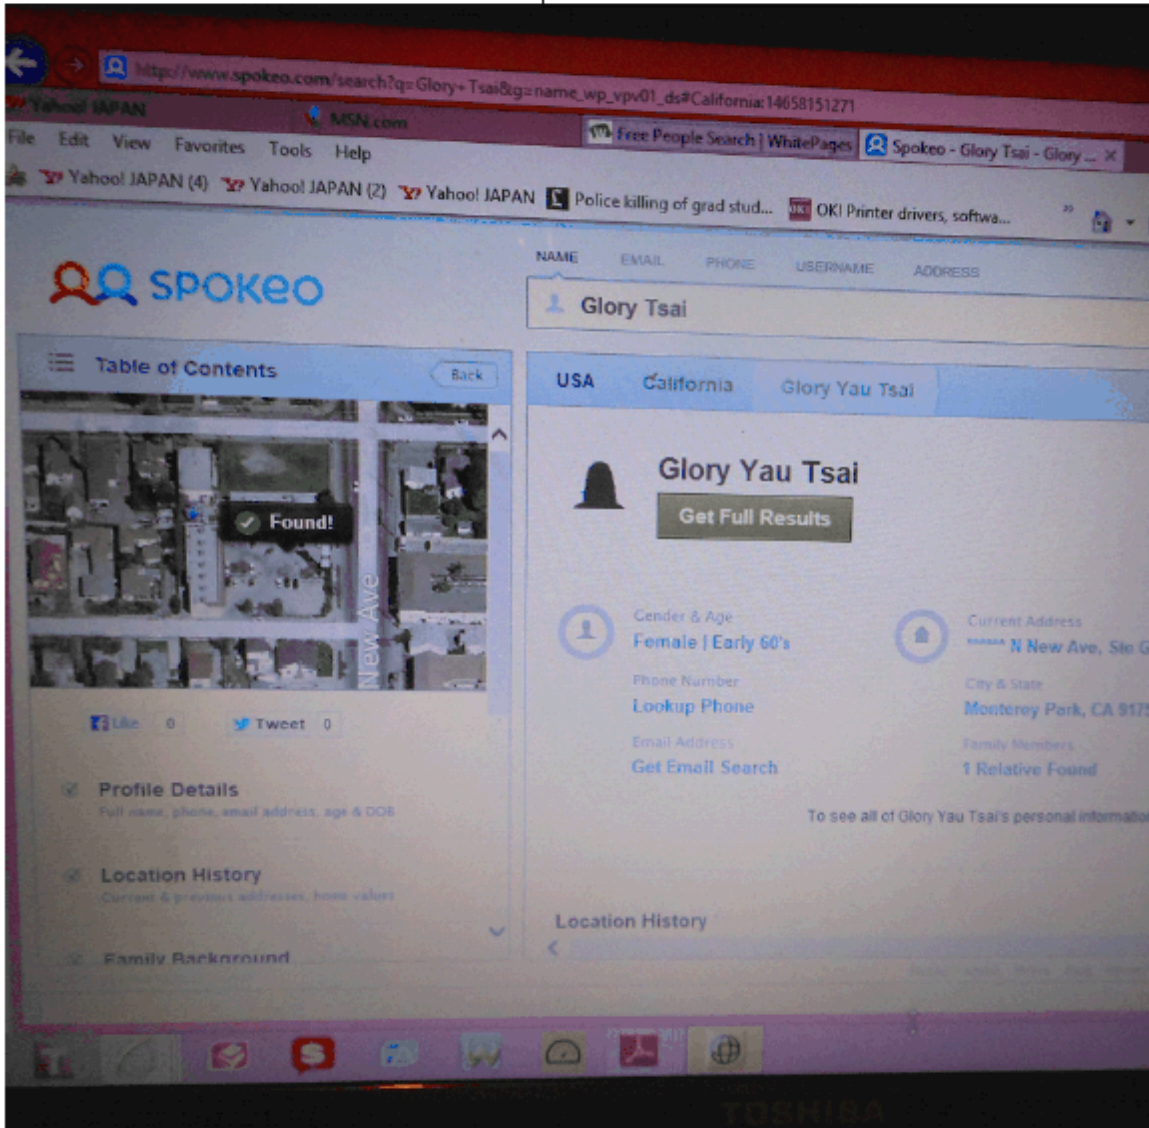 http://www.spokeo.com/search?q=Glory+Tsai&g=name_wp_vpv01_ds#California:14658151271
Yahoo! JAPAN
MSN.com
Free People Search | WhitePages
Spokeo - Glory Tsai - Glory ...
File Edit View Favorites Tools Help
Yahoo! JAPAN (4) Yahoo! JAPAN (2) Yahoo! JAPAN Police killing of grad stud... OKI Printer drivers, softwa...
SPOKEO
NAME EMAIL PHONE USERNAME ADDRESS
Glory Tsai
Table of Contents
Back
USA California Glory Yau Tsai
Found!
New Ave
Glory Yau Tsai
Get Full Results
Gender & Age
Female | Early 60's
Current Address
****** N New Ave, Ste G
Phone Number
Lookup Phone
City & State
Monterey Park, CA 9175
Email Address
Get Email Search
Family Members
1 Relative Found
Like 0
Tweet 0
Profile Details
Full name, phone, email address, age & DOB
To see all of Glory Yau Tsai's personal information
Location History
Current & previous addresses, home values
Family Background
Location History
TOSHIBA